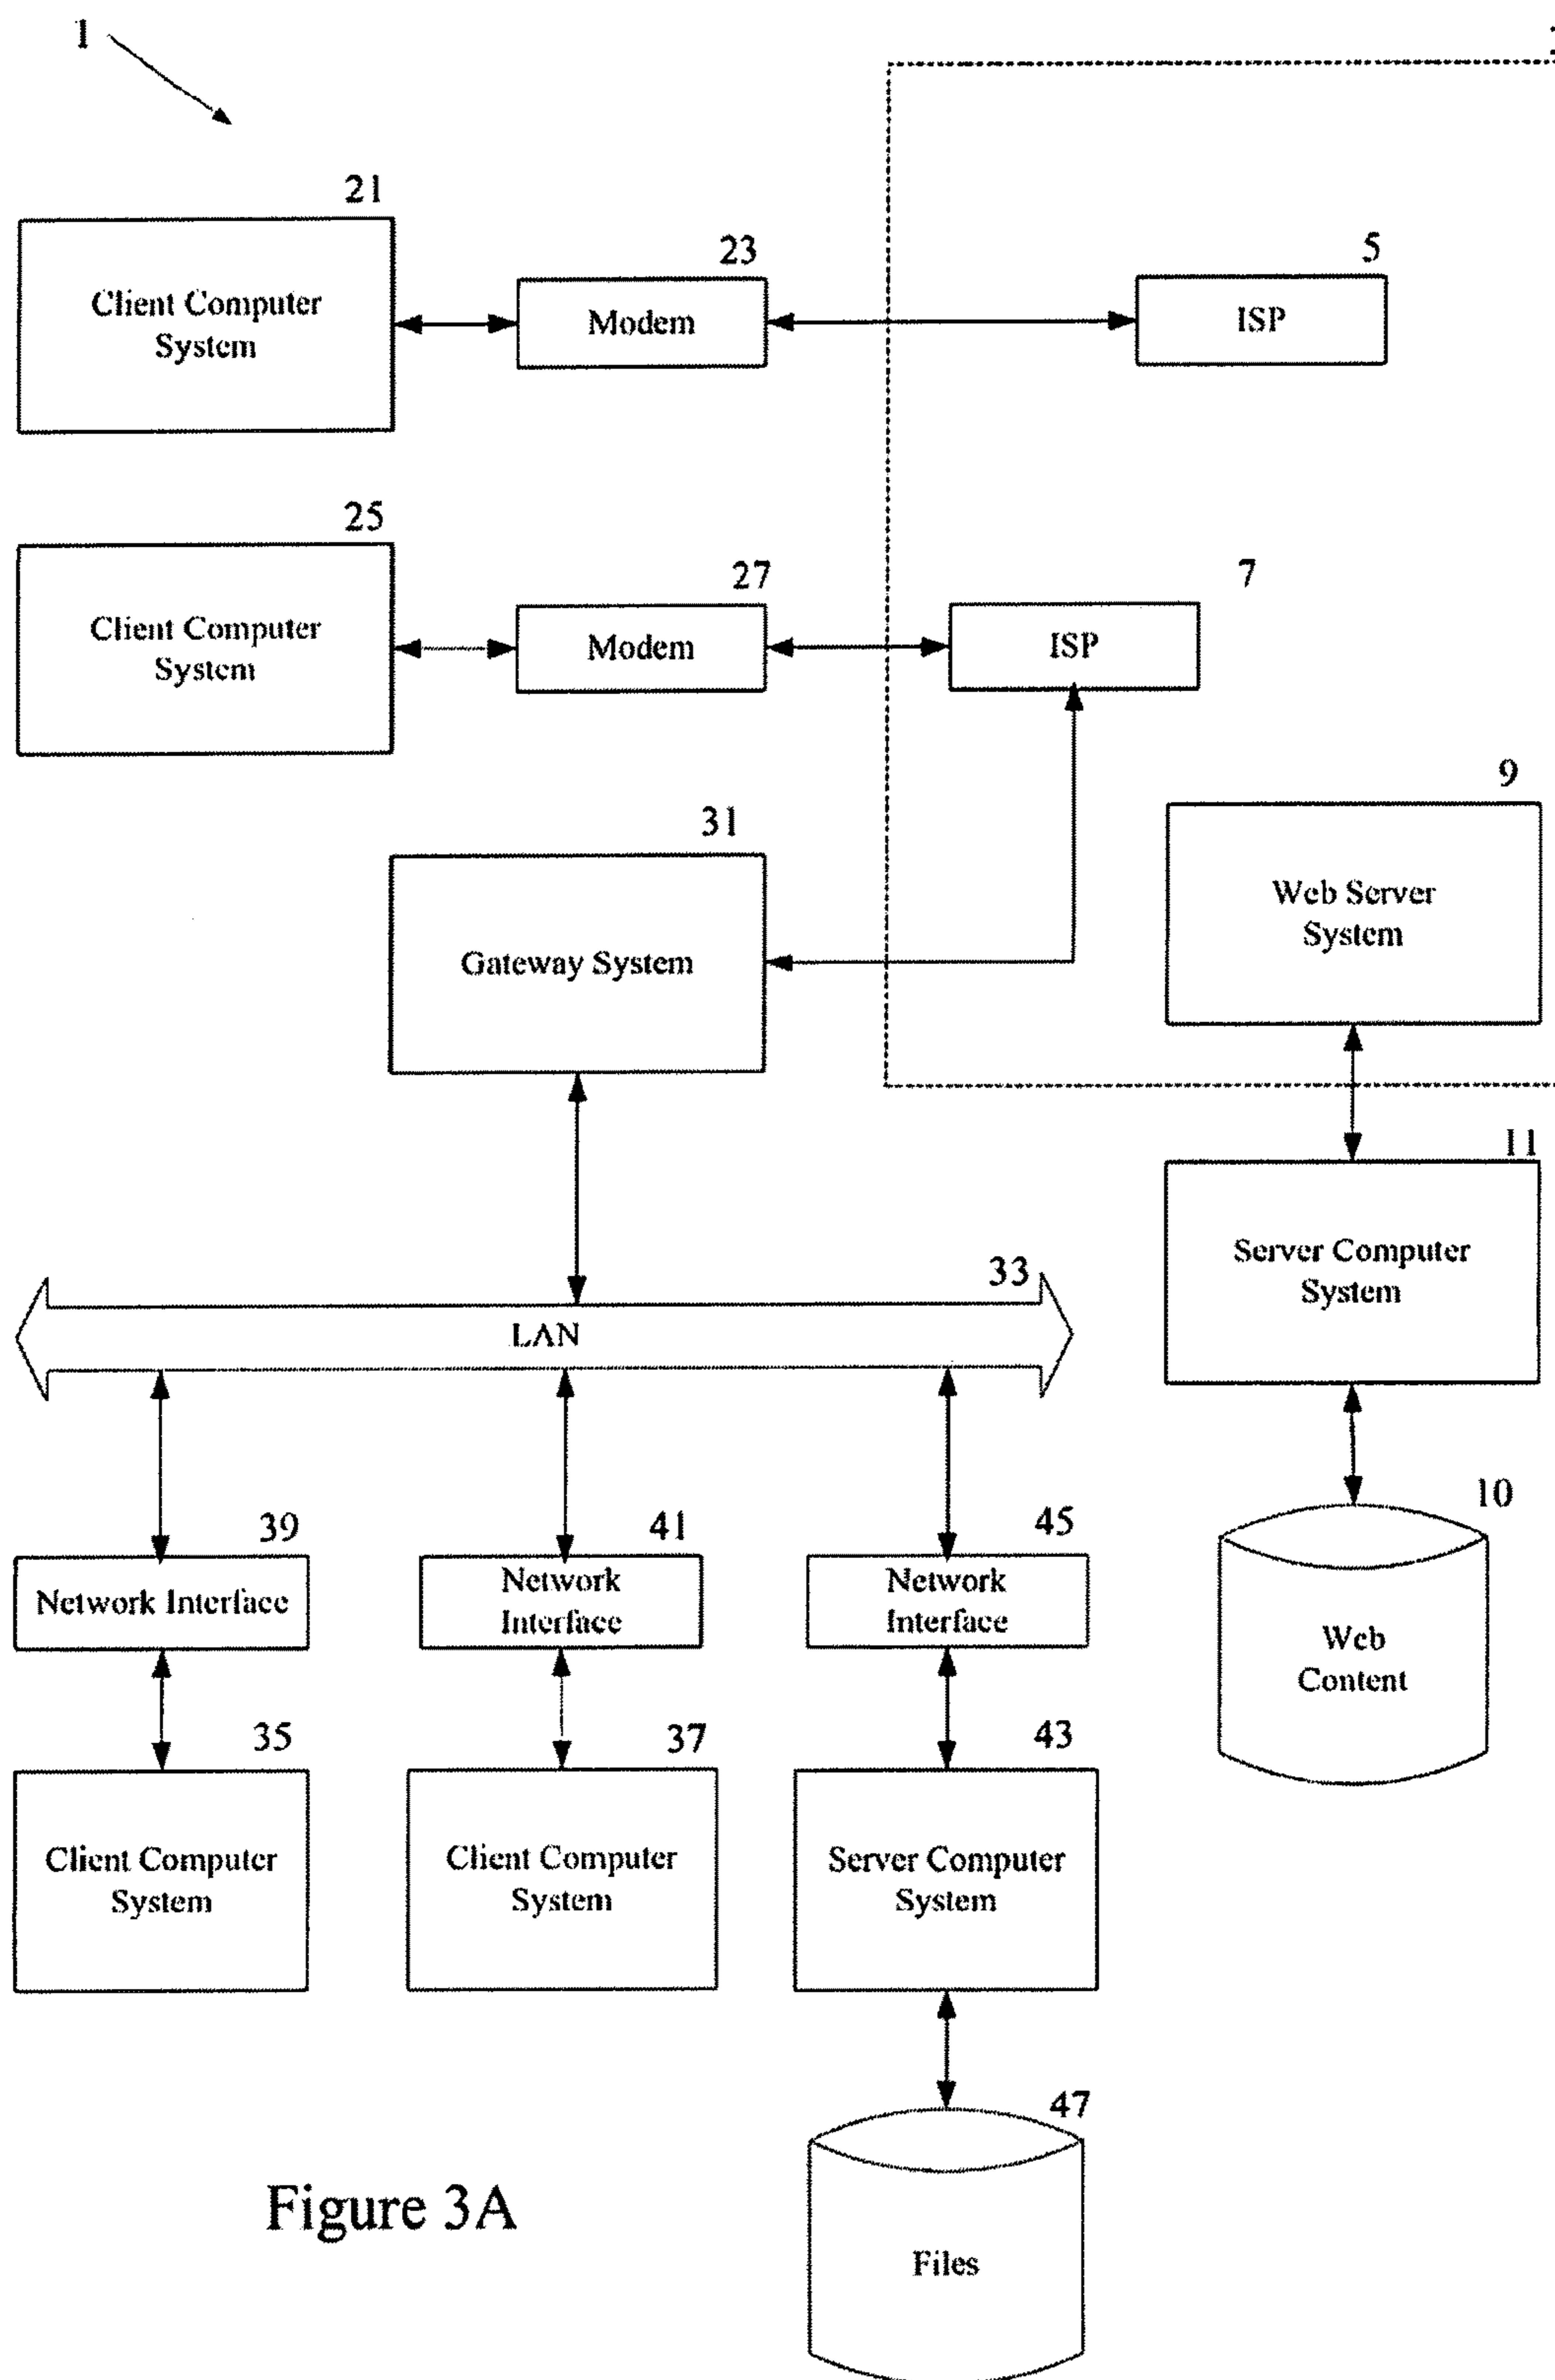 1
21
Client Computer
System
23
Modem
5
ISP
25
Client Computer
System
27
Modem
7
ISP
31
Gateway System
9
Web Server
System
11
Server Computer
System
33
LAN
10
Web
Content
39
Network Interface
41
Network
Interface
45
Network
Interface
35
Client Computer
System
37
Client Computer
System
43
Server Computer
System
47
Files
Figure 3A